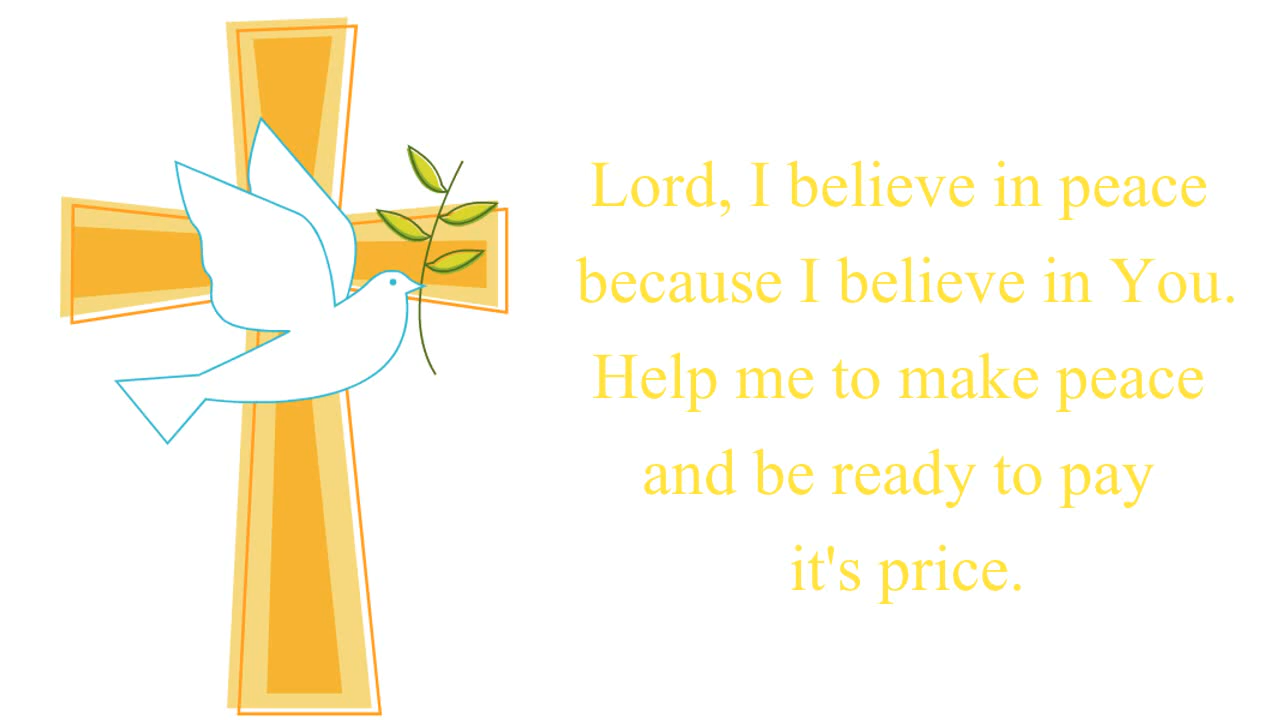 Lord, I believe in peace
because I believe in You.
Help me to make peace
and be ready to pay
it's price.